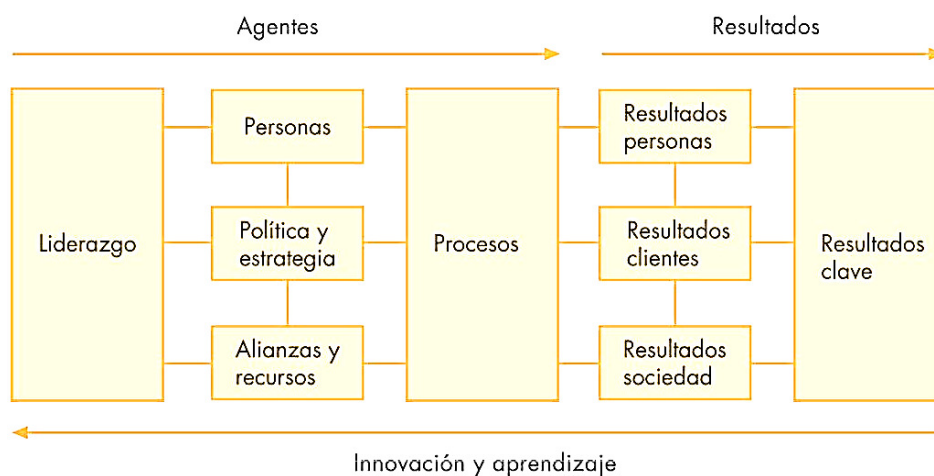 Agentes
Resultados
Liderazgo
Personas
Política y
estrategia
Alianzas y
recursos
Procesos
Resultados
personas
Resultados
clientes
Resultados
sociedad
Resultados
clave
Innovación y aprendizaje